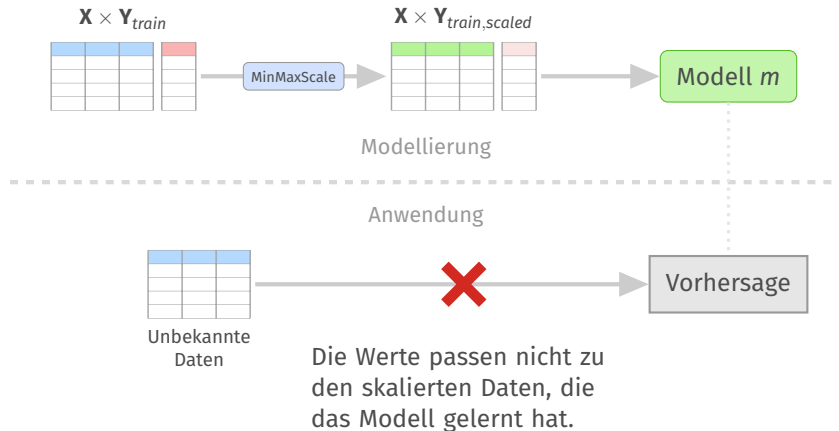 X × Y_train
X × Y_train,scaled
MinMaxScale
Modell m
Modellierung
Anwendung
Vorhersage
Unbekannte
Daten
Die Werte passen nicht zu
den skalierten Daten, die
das Modell gelernt hat.